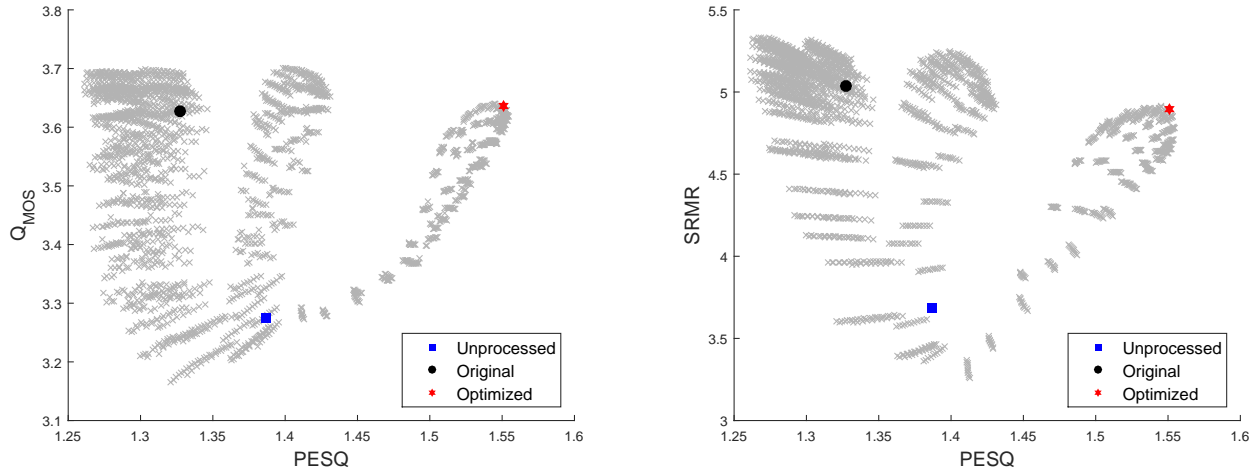 3.8
3.7
3.6
3.5
3.4
3.3
3.2
3.1
Q_MOS
1.25 1.3 1.35 1.4 1.45 1.5 1.55 1.6
PESQ
Unprocessed
Original
Optimized
5.5
5
4.5
4
3.5
3
SRMR
1.25 1.3 1.35 1.4 1.45 1.5 1.55 1.6
PESQ
Unprocessed
Original
Optimized